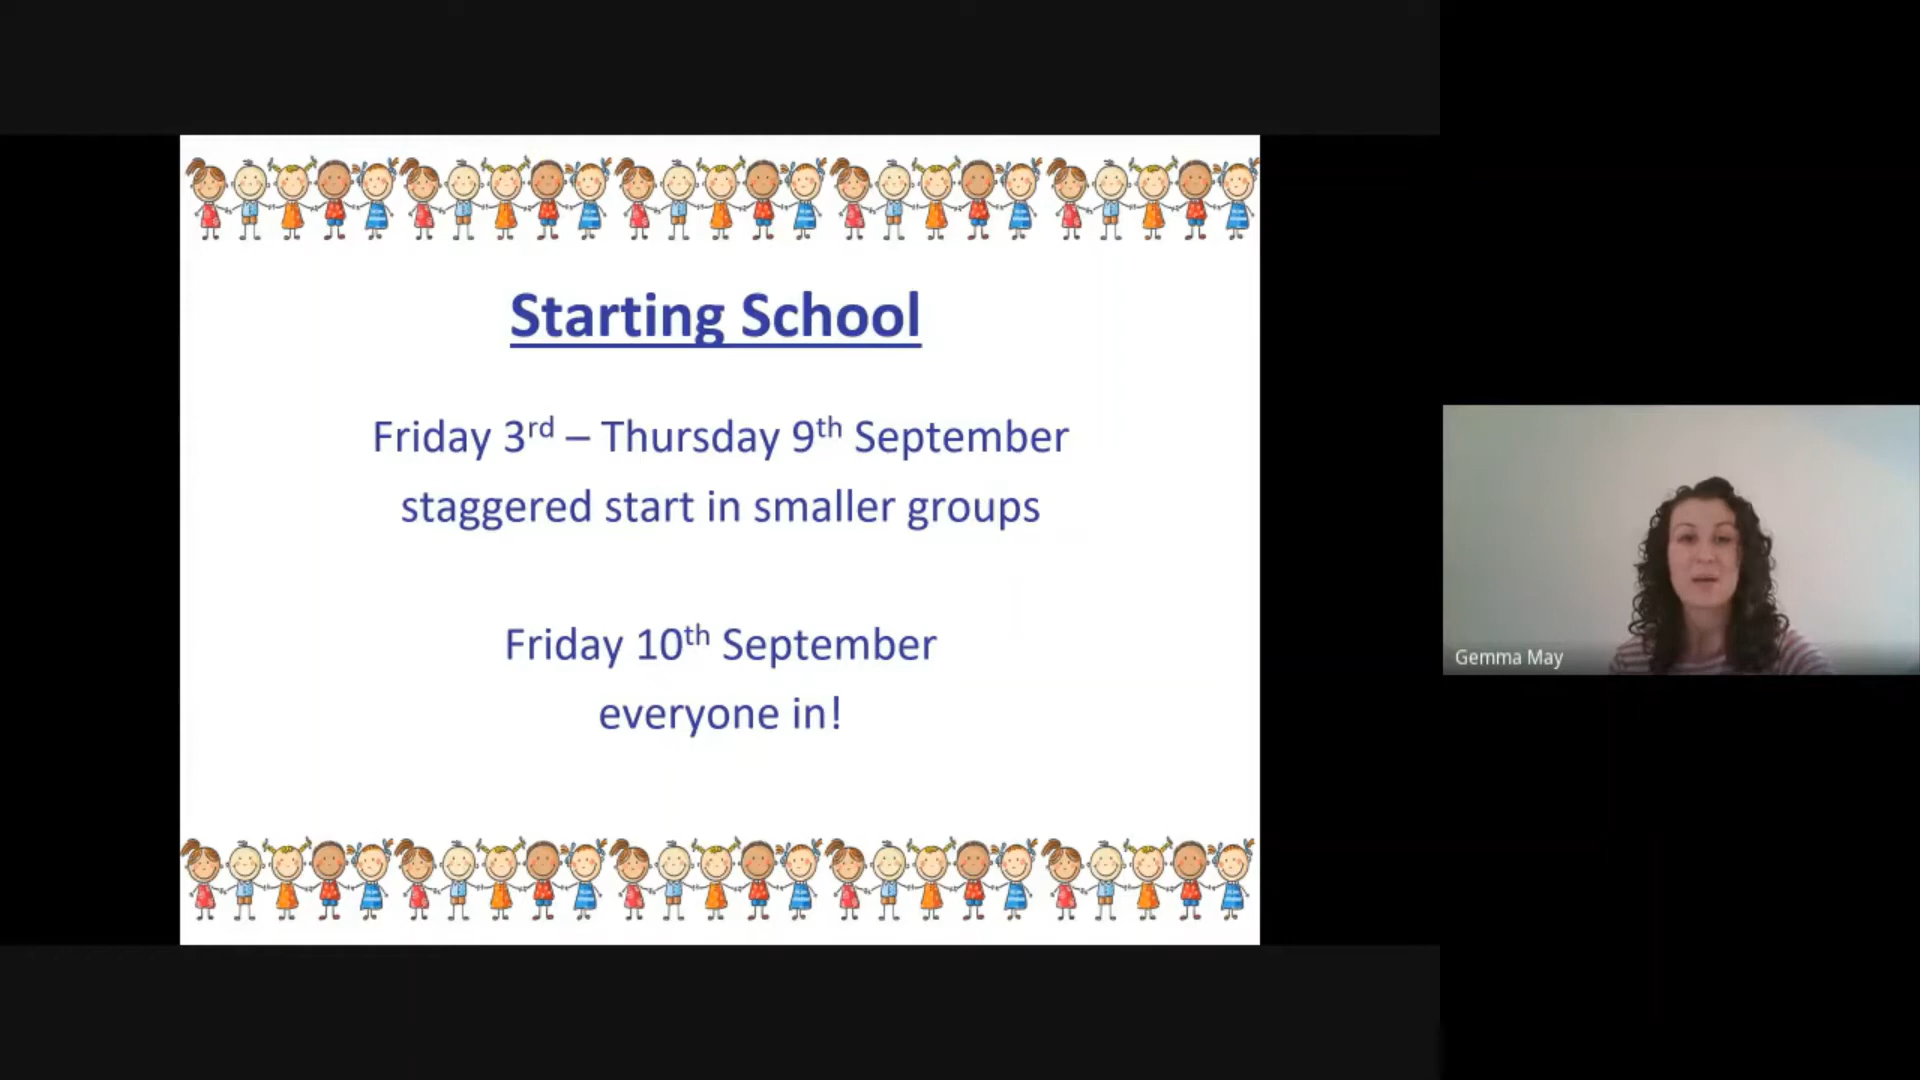 Starting School
Friday 3rd – Thursday 9th September
staggered start in smaller groups
Friday 10th September
everyone in!
Gemma May